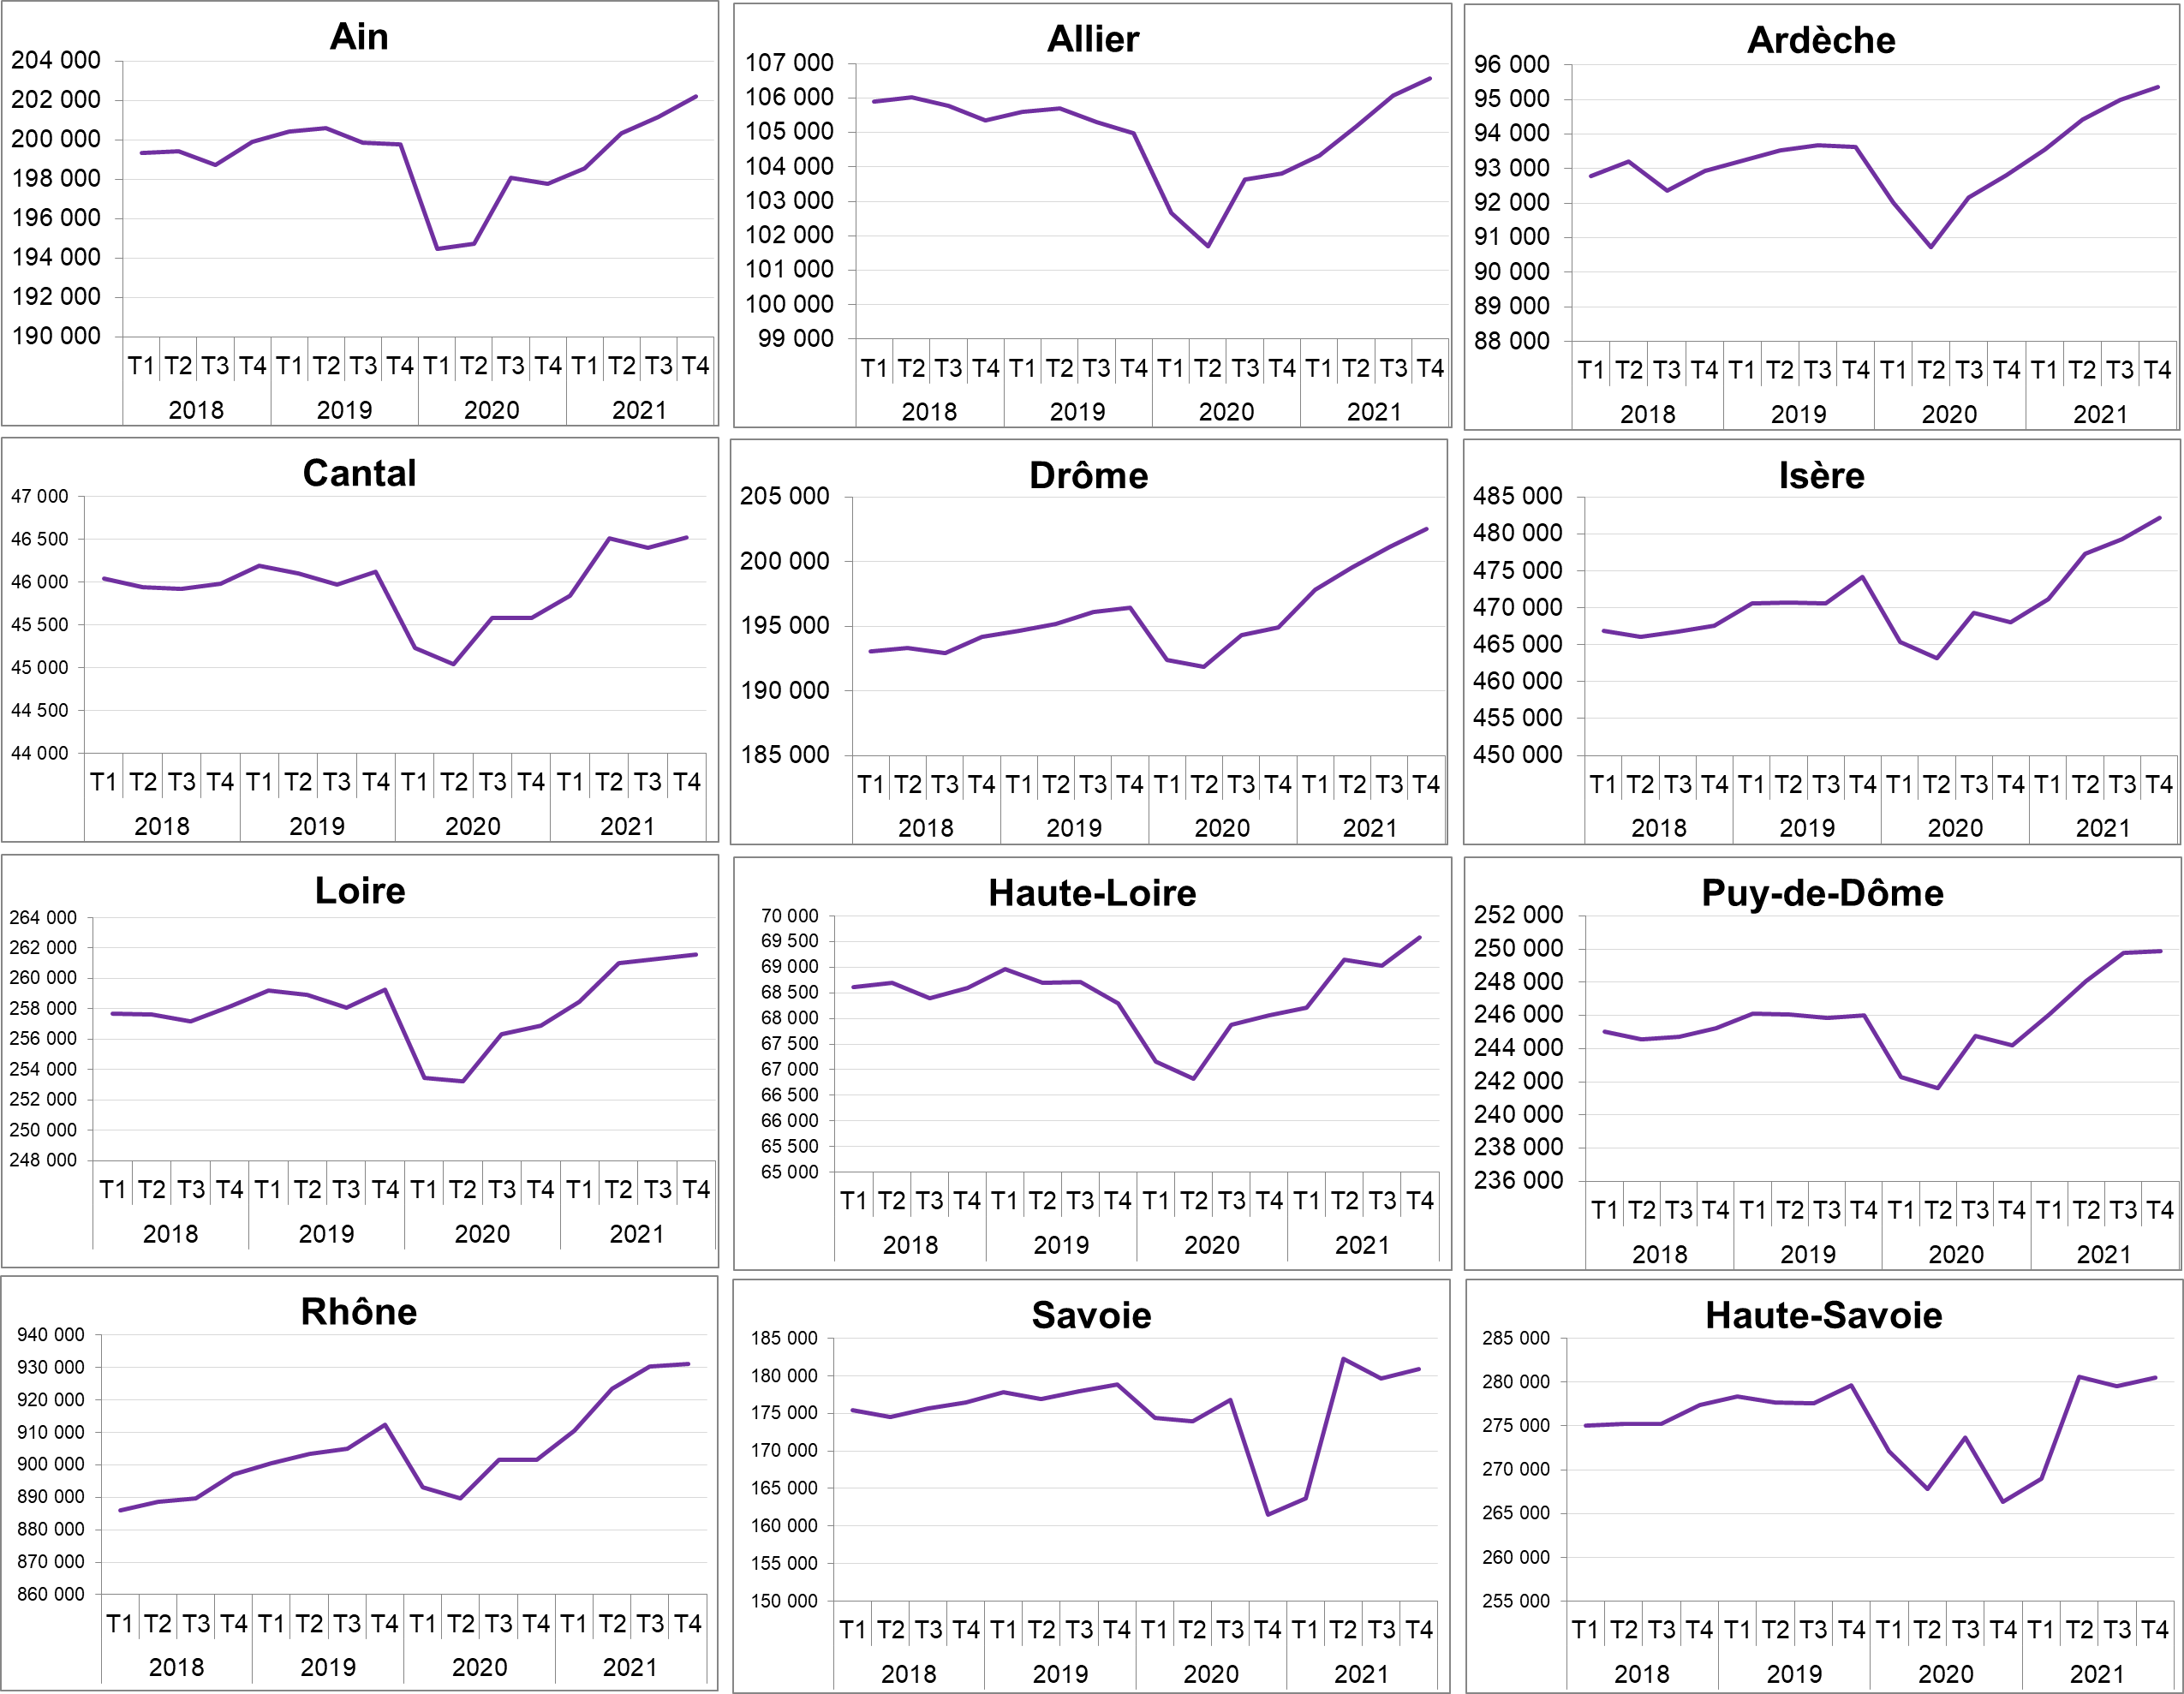 Ain
204 000
202 000
200 000
198 000
196 000
194 000
192 000
190 000
T1 T2 T3 T4 T1 T2 T3 T4 T1 T2 T3 T4 T1 T2 T3 T4
2018 2019 2020 2021
Allier
107 000
106 000
105 000
104 000
103 000
102 000
101 000
100 000
99 000
T1 T2 T3 T4 T1 T2 T3 T4 T1 T2 T3 T4 T1 T2 T3 T4
2018 2019 2020 2021
Ardèche
96 000
95 000
94 000
93 000
92 000
91 000
90 000
89 000
88 000
T1 T2 T3 T4 T1 T2 T3 T4 T1 T2 T3 T4 T1 T2 T3 T4
2018 2019 2020 2021
Cantal
47 000
46 500
46 000
45 500
45 000
44 500
44 000
T1 T2 T3 T4 T1 T2 T3 T4 T1 T2 T3 T4 T1 T2 T3 T4
2018 2019 2020 2021
Drôme
205 000
200 000
195 000
190 000
185 000
T1 T2 T3 T4 T1 T2 T3 T4 T1 T2 T3 T4 T1 T2 T3 T4
2018 2019 2020 2021
Isère
485 000
480 000
475 000
470 000
465 000
460 000
455 000
450 000
T1 T2 T3 T4 T1 T2 T3 T4 T1 T2 T3 T4 T1 T2 T3 T4
2018 2019 2020 2021
Loire
264 000
262 000
260 000
258 000
256 000
254 000
252 000
250 000
248 000
T1 T2 T3 T4 T1 T2 T3 T4 T1 T2 T3 T4 T1 T2 T3 T4
2018 2019 2020 2021
Haute-Loire
70 000
69 500
69 000
68 500
68 000
67 500
67 000
66 500
66 000
65 500
65 000
T1 T2 T3 T4 T1 T2 T3 T4 T1 T2 T3 T4 T1 T2 T3 T4
2018 2019 2020 2021
Puy-de-Dôme
252 000
250 000
248 000
246 000
244 000
242 000
240 000
238 000
236 000
T1 T2 T3 T4 T1 T2 T3 T4 T1 T2 T3 T4 T1 T2 T3 T4
2018 2019 2020 2021
Rhône
940 000
930 000
920 000
910 000
900 000
890 000
880 000
870 000
860 000
T1 T2 T3 T4 T1 T2 T3 T4 T1 T2 T3 T4 T1 T2 T3 T4
2018 2019 2020 2021
Savoie
185 000
180 000
175 000
170 000
165 000
160 000
155 000
150 000
T1 T2 T3 T4 T1 T2 T3 T4 T1 T2 T3 T4 T1 T2 T3 T4
2018 2019 2020 2021
Haute-Savoie
285 000
280 000
275 000
270 000
265 000
260 000
255 000
T1 T2 T3 T4 T1 T2 T3 T4 T1 T2 T3 T4 T1 T2 T3 T4
2018 2019 2020 2021